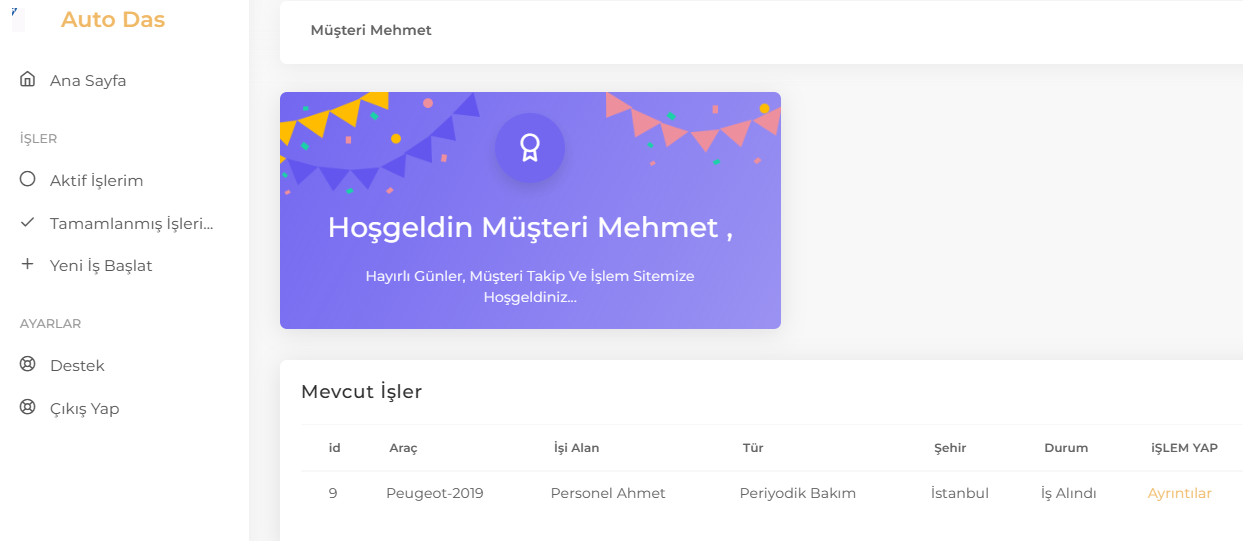 Auto Das
Ana Sayfa
İŞLER
Aktif İşlerim
Tamamlanmış İşleri...
Yeni İş Başlat
AYARLAR
Destek
Çıkış Yap
Müşteri Mehmet
Hoşgeldin Müşteri Mehmet ,
Hayırlı Günler, Müşteri Takip Ve İşlem Sitemize
Hoşgeldiniz...
Mevcut İşler
id Araç İşi Alan Tür Şehir Durum iŞLEM YAP
9 Peugeot-2019 Personel Ahmet Periyodik Bakım İstanbul İş Alındı Ayrıntılar